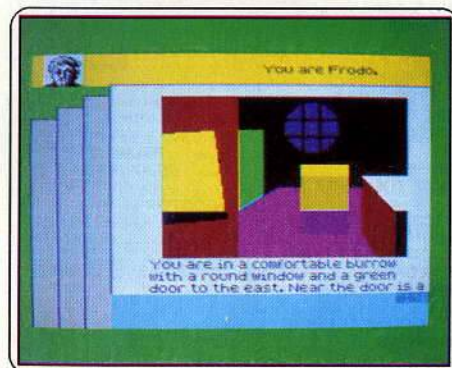 You are Frodo.
You are in a comfortable burrow
with a round window and a green
door to the east. Near the door is a